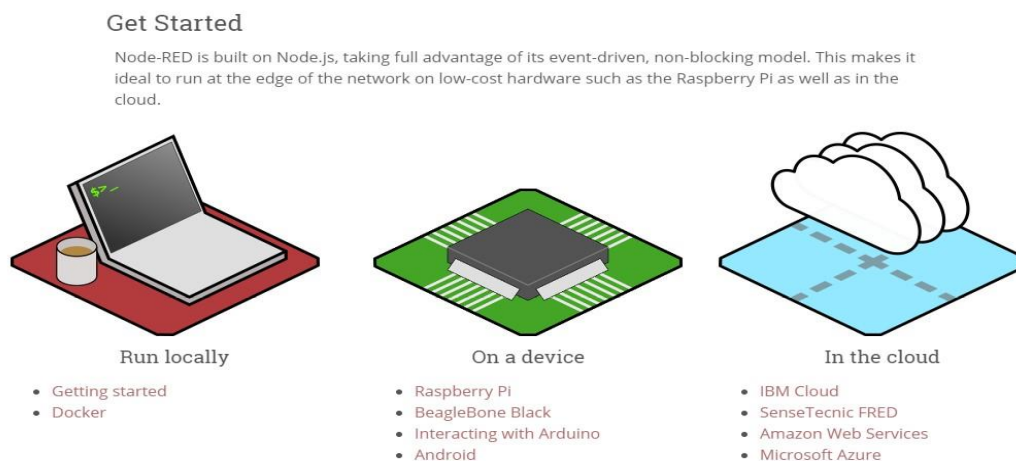 Get Started
Node-RED is built on Node.js, taking full advantage of its event-driven, non-blocking model. This makes it
ideal to run at the edge of the network on low-cost hardware such as the Raspberry Pi as well as in the
cloud.
$>_
Run locally
• Getting started
• Docker
On a device
• Raspberry Pi
• BeagleBone Black
• Interacting with Arduino
• Android
In the cloud
• IBM Cloud
• SenseTecnic FRED
• Amazon Web Services
• Microsoft Azure